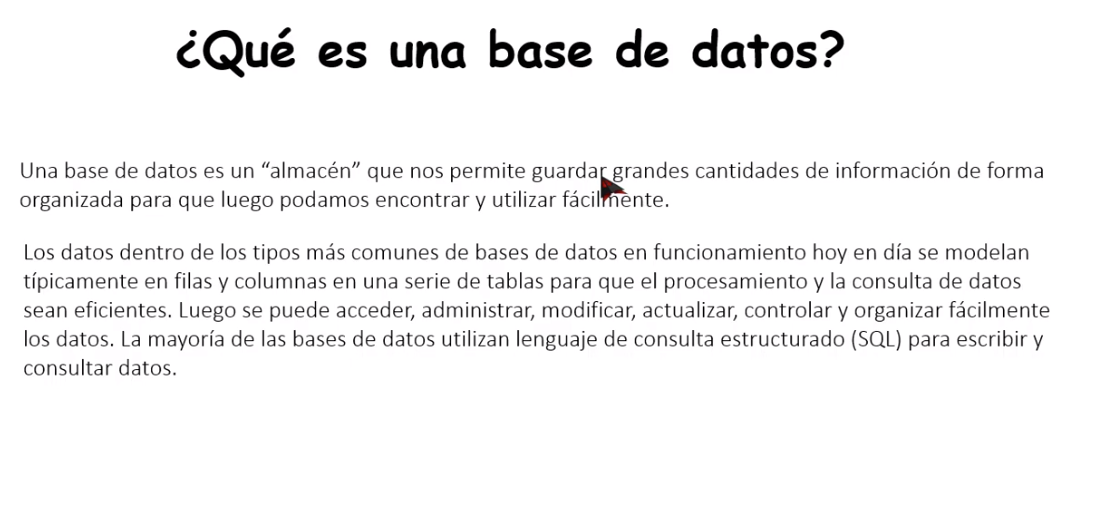 ¿Qué es una base de datos?
Una base de datos es un “almacén” que nos permite guardar grandes cantidades de información de forma
organizada para que luego podamos encontrar y utilizar fácilmente.
Los datos dentro de los tipos más comunes de bases de datos en funcionamiento hoy en día se modelan
típicamente en filas y columnas en una serie de tablas para que el procesamiento y la consulta de datos
sean eficientes. Luego se puede acceder, administrar, modificar, actualizar, controlar y organizar fácilmente
los datos. La mayoría de las bases de datos utilizan lenguaje de consulta estructurado (SQL) para escribir y
consultar datos.